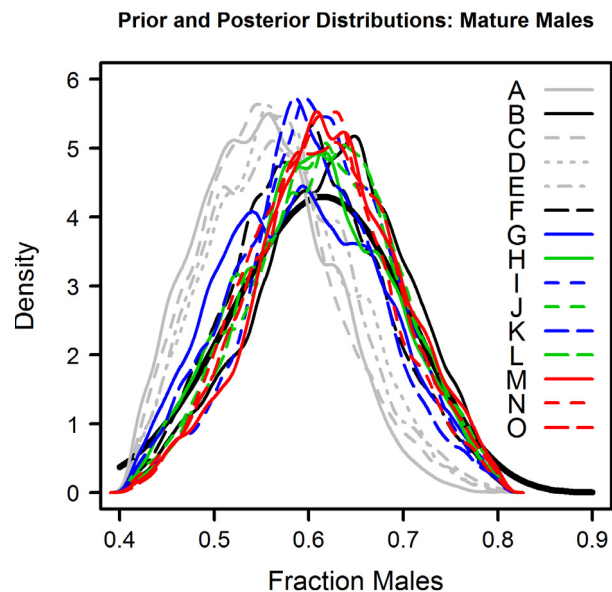 Prior and Posterior Distributions: Mature Males
Density
6
5
4
3
2
1
0
A
B
C
D
E
F
G
H
I
J
K
L
M
N
O
0.4 0.5 0.6 0.7 0.8 0.9
Fraction Males